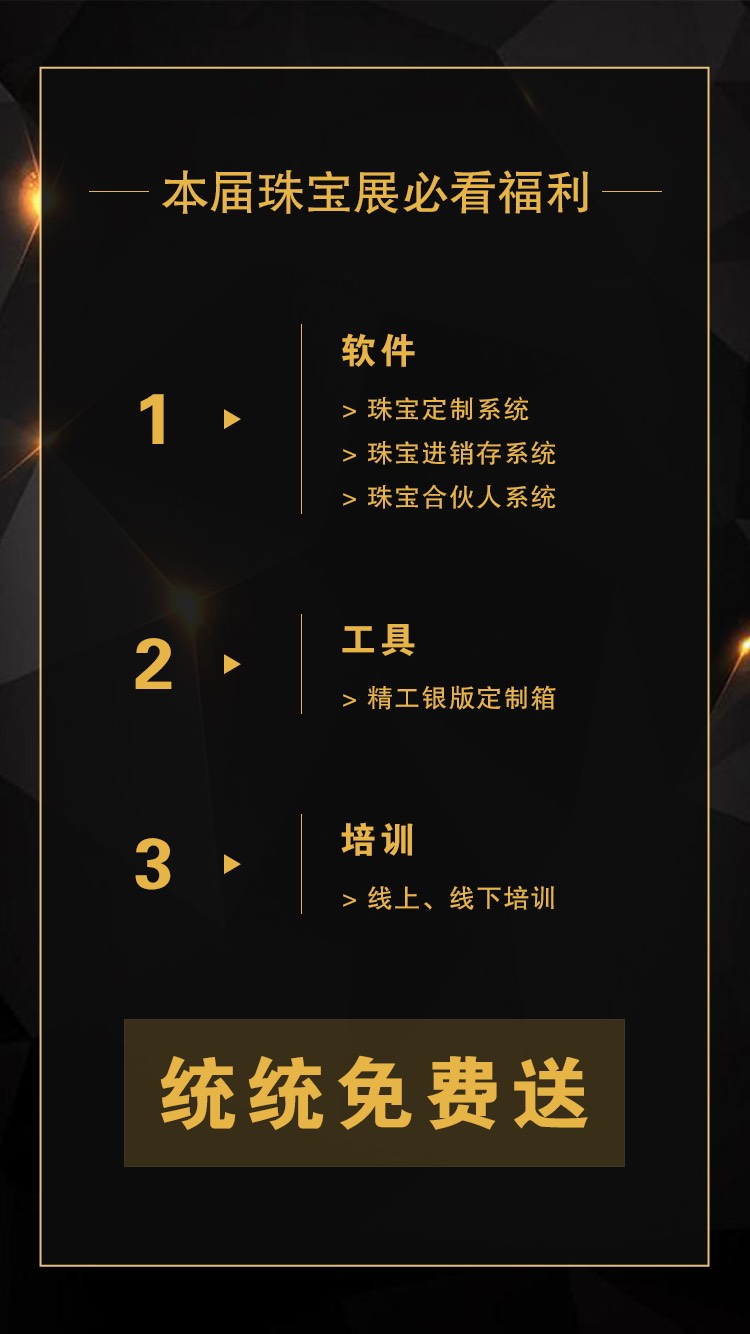 本届珠宝展必看福利
1
软件
> 珠宝定制系统
> 珠宝进销存系统
> 珠宝合伙人系统
2
工具
> 精工银版定制箱
3
培训
> 线上、线下培训
统统免费送